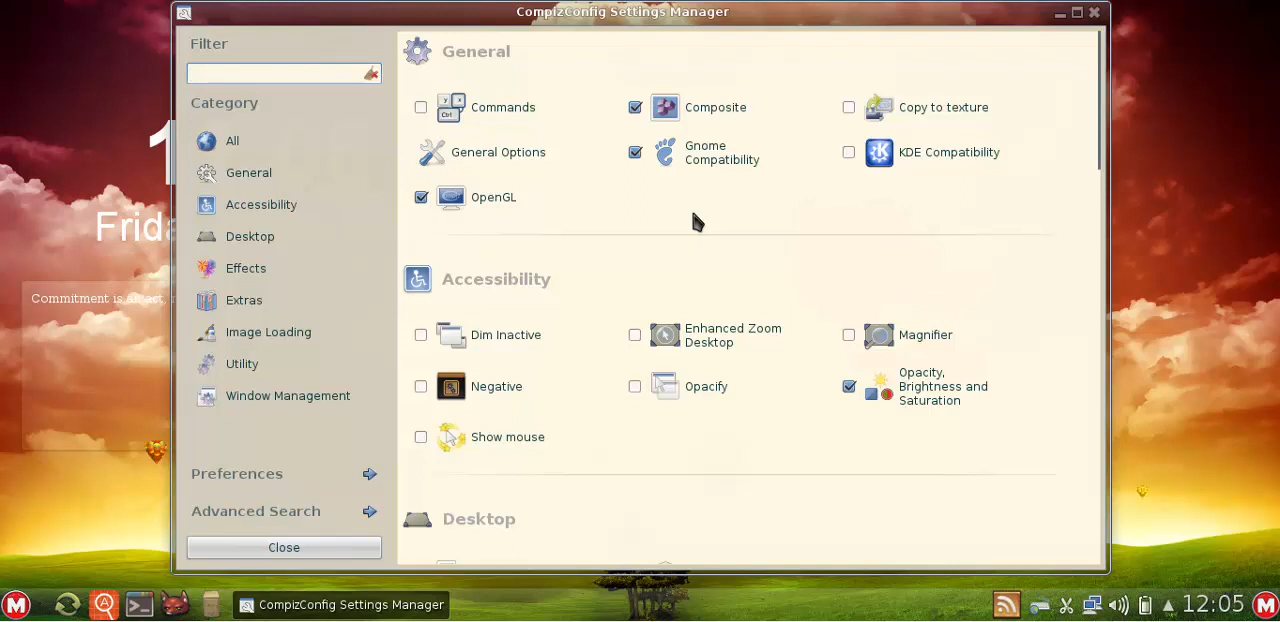 CompizConfig Settings Manager
Filter
Category
All
General
Accessibility
Desktop
Effects
Extras
Image Loading
Utility
Window Management
Preferences
Advanced Search
Close
General
Commands
Composite
Copy to texture
General Options
Gnome
Compatibility
KDE Compatibility
OpenGL
Accessibility
Dim Inactive
Enhanced Zoom
Desktop
Magnifier
Negative
Opacify
Opacity,
Brightness and
Saturation
Show mouse
Desktop
1
Frid
Commitment is an act,
CompizConfig Settings Manager
12:05